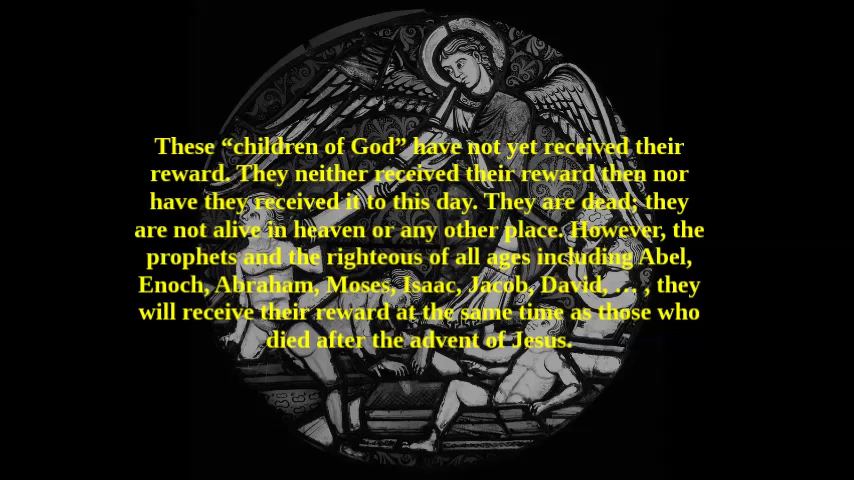 These “children of God” have not yet received their
reward. They neither received their reward then nor
have they received it to this day. They are dead; they
are not alive in heaven or any other place. However, the
prophets and the righteous of all ages including Abel,
Enoch, Abraham, Moses, Isaac, Jacob, David, … , they
will receive their reward at the same time as those who
died after the advent of Jesus.